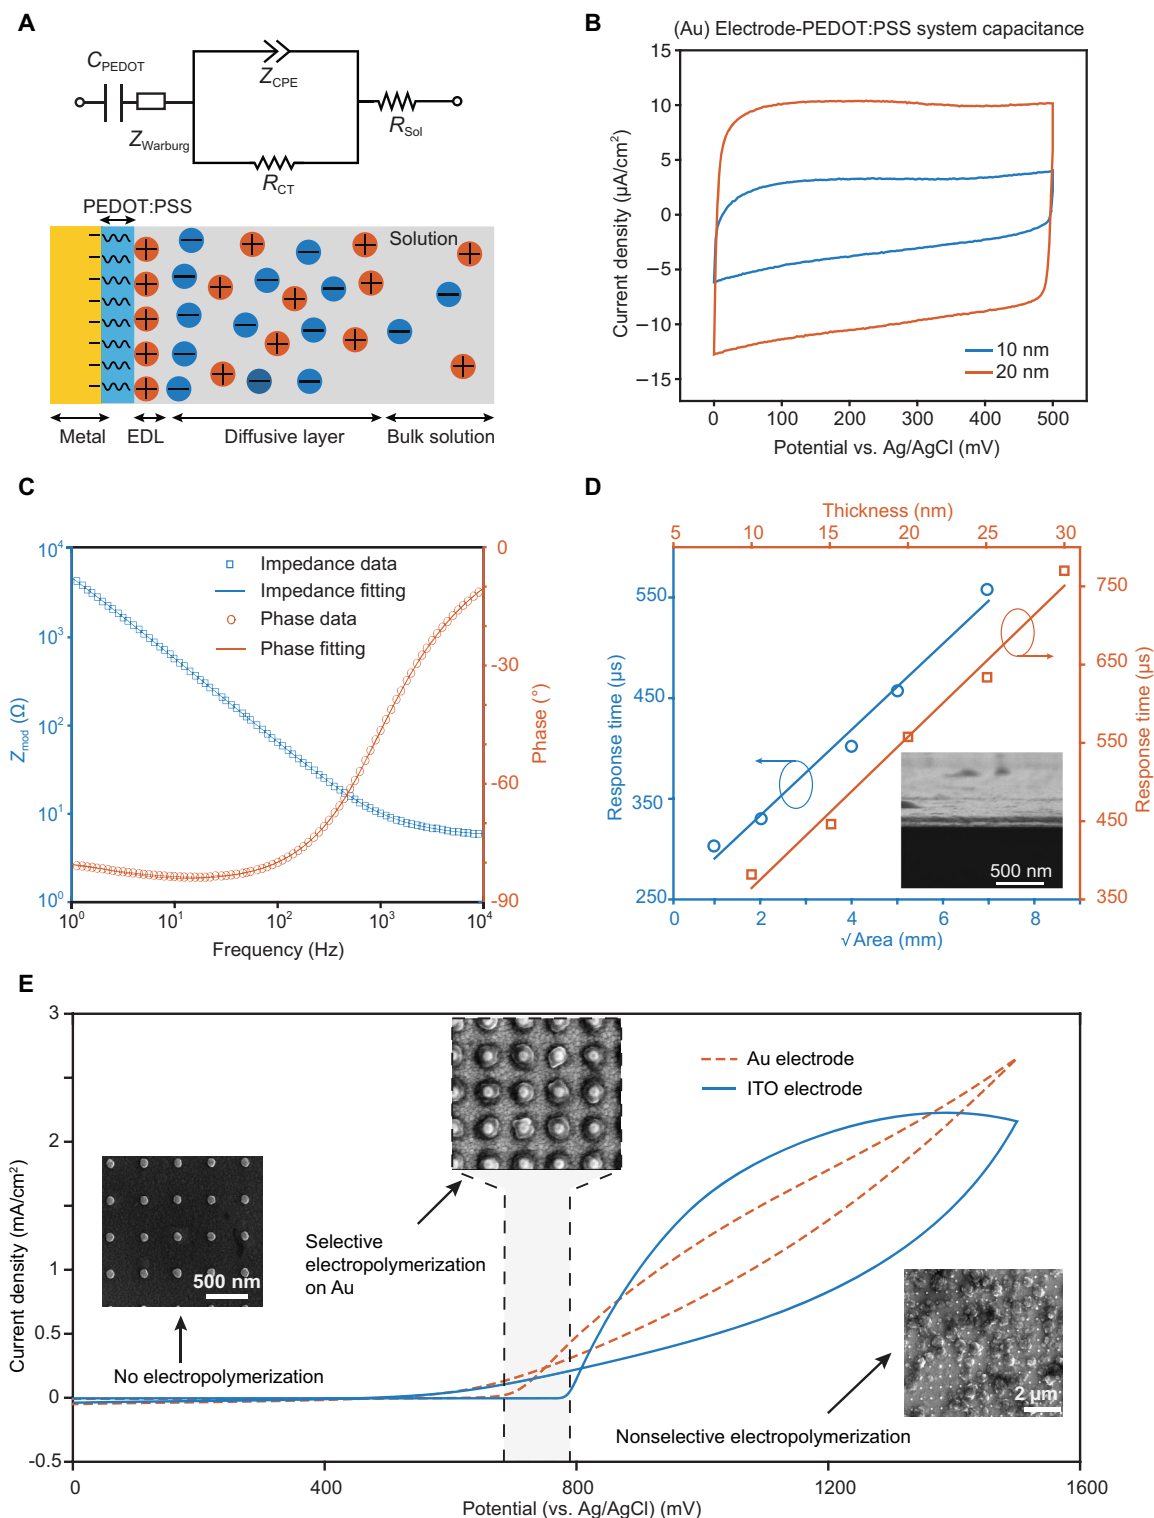 A
C_PEDOT
Z_Warburg
Z_CPE
R_CT
R_Sol
PEDOT:PSS
Solution
Metal
EDL
Diffusive layer
Bulk solution
B
(Au) Electrode-PEDOT:PSS system capacitance
15
10
5
0
−5
−10
−15
Current density (µA/cm²)
10 nm
20 nm
0
100
200
300
400
500
Potential vs. Ag/AgCl (mV)
C
10⁴
10³
10²
10¹
10⁰
Z_mod (Ω)
Impedance data
Impedance fitting
Phase data
Phase fitting
0
-30
-60
-90
Phase (°)
10⁰
10¹
10²
10³
10⁴
Frequency (Hz)
D
Thickness (nm)
5
10
15
20
25
30
550
450
350
250
Response time (µs)
750
650
550
450
350
Response time (µs)
500 nm
0
2
4
6
8
√Area (mm)
E
3
2
1
0.5
0
-0.5
Current density (mA/cm²)
Au electrode
ITO electrode
500 nm
No electropolymerization
Selective
electropolymerization
on Au
2 µm
Nonselective electropolymerization
0
400
800
1200
1600
Potential (vs. Ag/AgCl) (mV)